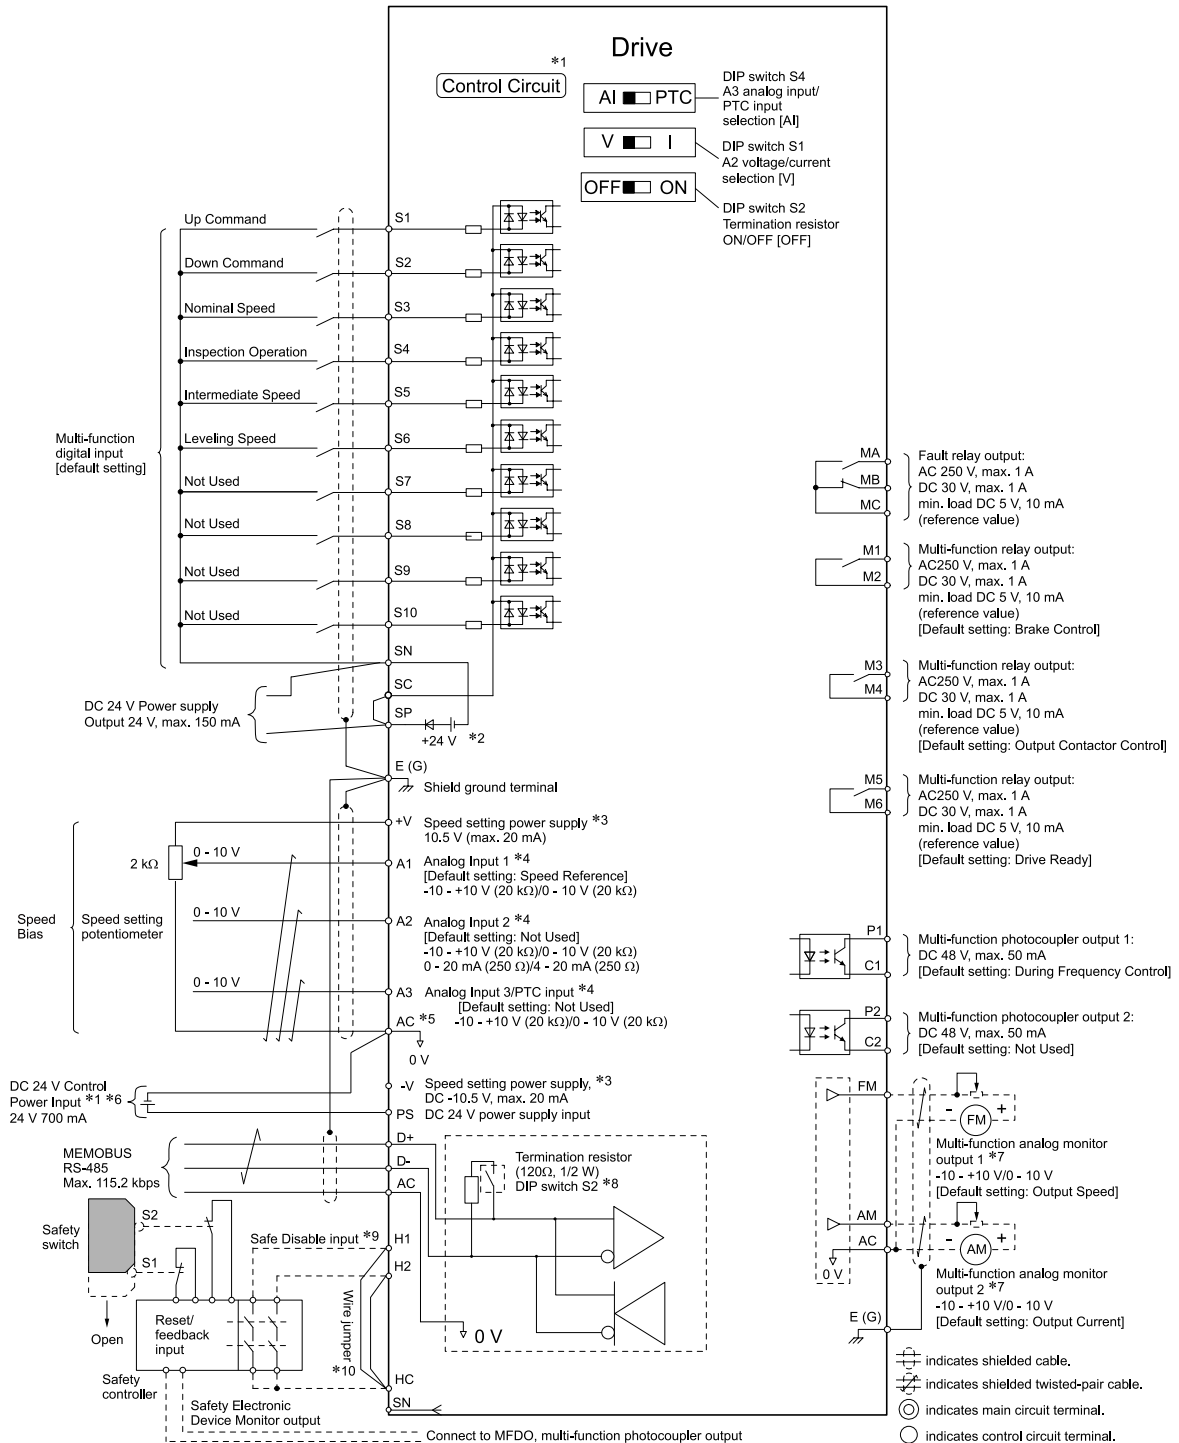 Drive
*1
Control Circuit
AI PTC
DIP switch S4
A3 analog input/
PTC input
selection [AI]
V I
DIP switch S1
A2 voltage/current
selection [V]
OFF ON
DIP switch S2
Termination resistor
ON/OFF [OFF]
Multi-function
digital input
[default setting]
Up Command
S1
Down Command
S2
Nominal Speed
S3
Inspection Operation
S4
Intermediate Speed
S5
Leveling Speed
S6
Not Used
S7
Not Used
S8
Not Used
S9
Not Used
S10
SN
SC
SP
DC 24 V Power supply
Output 24 V, max. 150 mA
+24 V *2
E (G)
Shield ground terminal
Speed
Bias
Speed setting
potentiometer
2 kΩ
+V
Speed setting power supply *3
10.5 V (max. 20 mA)
0 - 10 V
A1
Analog Input 1 *4
[Default setting: Speed Reference]
-10 - +10 V (20 kΩ)/0 - 10 V (20 kΩ)
0 - 10 V
A2
Analog Input 2 *4
[Default setting: Not Used]
-10 - +10 V (20 kΩ)/0 - 10 V (20 kΩ)
0 - 20 mA (250 Ω)/4 - 20 mA (250 Ω)
0 - 10 V
A3
Analog Input 3/PTC input *4
[Default setting: Not Used]
-10 - +10 V (20 kΩ)/0 - 10 V (20 kΩ)
AC *5
0 V
-V
Speed setting power supply, *3
DC -10.5 V, max. 20 mA
DC 24 V Control
Power Input *1 *6
24 V 700 mA
PS
DC 24 V power supply input
MEMOBUS
RS-485
Max. 115.2 kbps
D+
D-
AC
Termination resistor
(120Ω, 1/2 W)
DIP switch S2 *8
0 V
Safety
switch
S2
S1
Open
Safe Disable input *9
H1
H2
Wire jumper
*10
Reset/
feedback
input
Safety
controller
HC
SN
Safety Electronic
Device Monitor output
Connect to MFDO, multi-function photocoupler output
MA
MB
MC
Fault relay output:
AC 250 V, max. 1 A
DC 30 V, max. 1 A
min. load DC 5 V, 10 mA
(reference value)
M1
M2
Multi-function relay output:
AC250 V, max. 1 A
DC 30 V, max. 1 A
min. load DC 5 V, 10 mA
(reference value)
[Default setting: Brake Control]
M3
M4
Multi-function relay output:
AC250 V, max. 1 A
DC 30 V, max. 1 A
min. load DC 5 V, 10 mA
(reference value)
[Default setting: Output Contactor Control]
M5
M6
Multi-function relay output:
AC250 V, max. 1 A
DC 30 V, max. 1 A
min. load DC 5 V, 10 mA
(reference value)
[Default setting: Drive Ready]
P1
C1
Multi-function photocoupler output 1:
DC 48 V, max. 50 mA
[Default setting: During Frequency Control]
P2
C2
Multi-function photocoupler output 2:
DC 48 V, max. 50 mA
[Default setting: Not Used]
FM
- +
FM
Multi-function analog monitor
output 1 *7
-10 - +10 V/0 - 10 V
[Default setting: Output Speed]
AM
AC
0 V
- +
AM
Multi-function analog monitor
output 2 *7
-10 - +10 V/0 - 10 V
[Default setting: Output Current]
E (G)
indicates shielded cable.
indicates shielded twisted-pair cable.
indicates main circuit terminal.
indicates control circuit terminal.